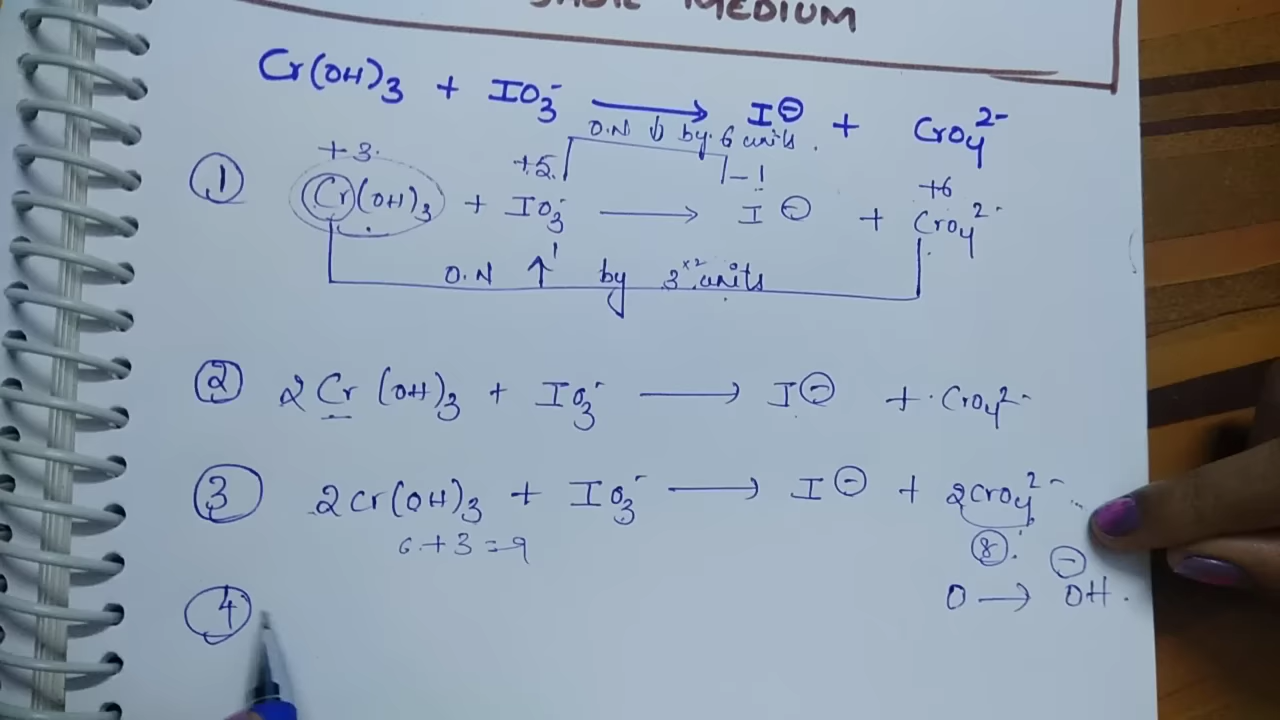 BASIC MEDIUM
Cr(OH)₃ + IO₃⁻ ⟶ I⊖ + CrO₄²⁻
O.N ↓ by 6 units.
+3. +5 -1 +6
① Cr(OH)₃ + IO₃⁻ ⟶ I⊖ + CrO₄²⁻
O.N ↑ by 3ˣ² units
② 2Cr(OH)₃ + IO₃⁻ ⟶ I⊖ + CrO₄²⁻
③ 2Cr(OH)₃ + IO₃⁻ ⟶ I⊖ + 2CrO₄²⁻
6+3=9 ⑧
④ O ⟶ OH⊖.